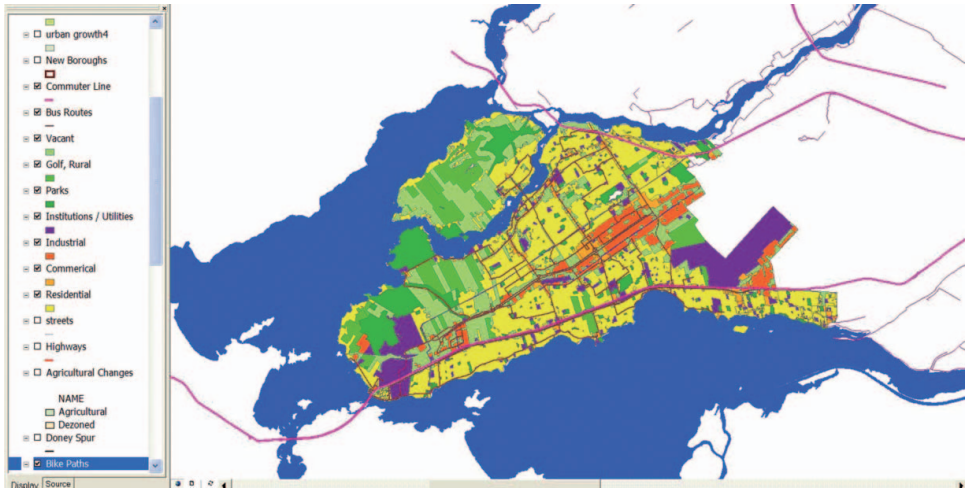 urban growth4
New Boroughs
Commuter Line
Bus Routes
Vacant
Golf, Rural
Parks
Institutions / Utilities
Industrial
Commerical
Residential
streets
Highways
Agricultural Changes
NAME
Agricultural
Dezoned
Doney Spur
Bike Paths
Display Source